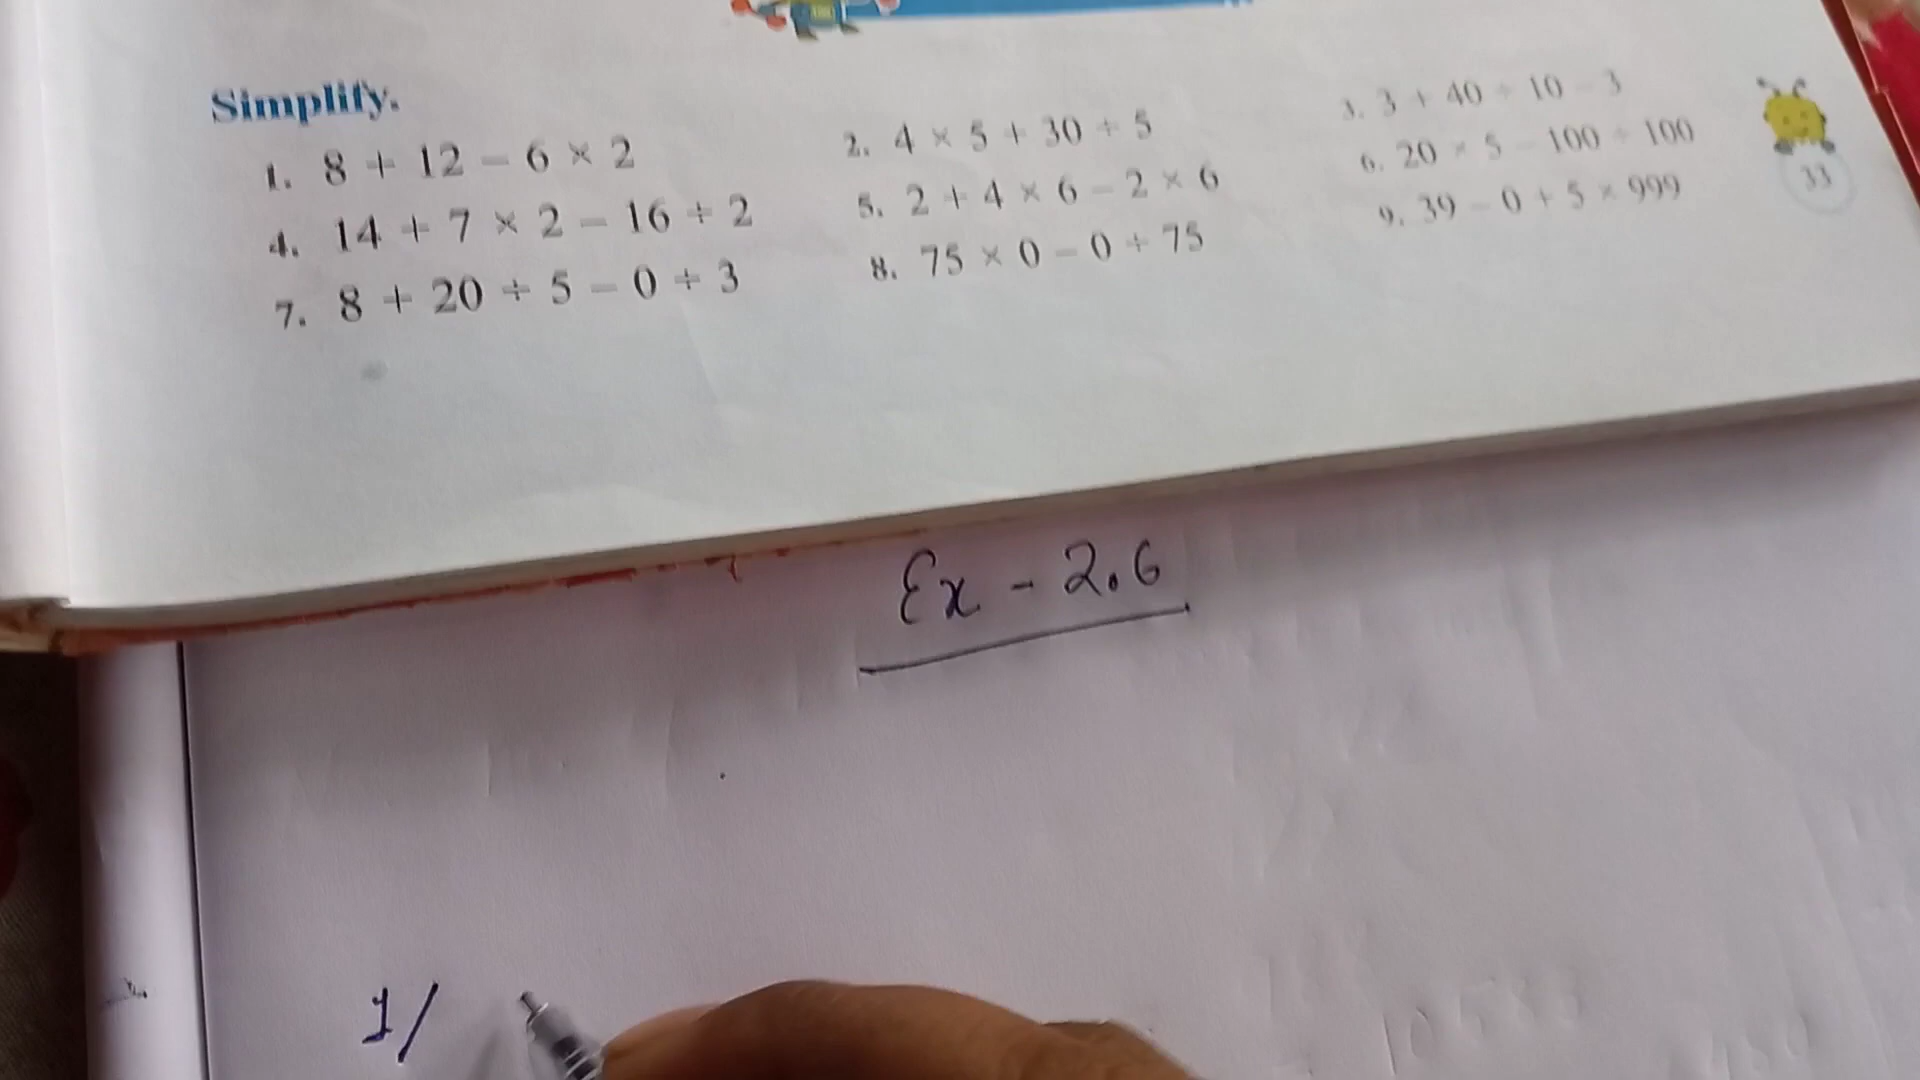 Simplify.
1. 8 + 12 - 6 × 2
2. 4 × 5 + 30 ÷ 5
3. 3 + 40 ÷ 10 - 3
4. 14 + 7 × 2 - 16 ÷ 2
5. 2 + 4 × 6 - 2 × 6
6. 20 × 5 - 100 ÷ 100
7. 8 + 20 ÷ 5 - 0 ÷ 3
8. 75 × 0 - 0 ÷ 75
9. 39 - 0 + 5 × 999
33
Ex - 2.6
1/